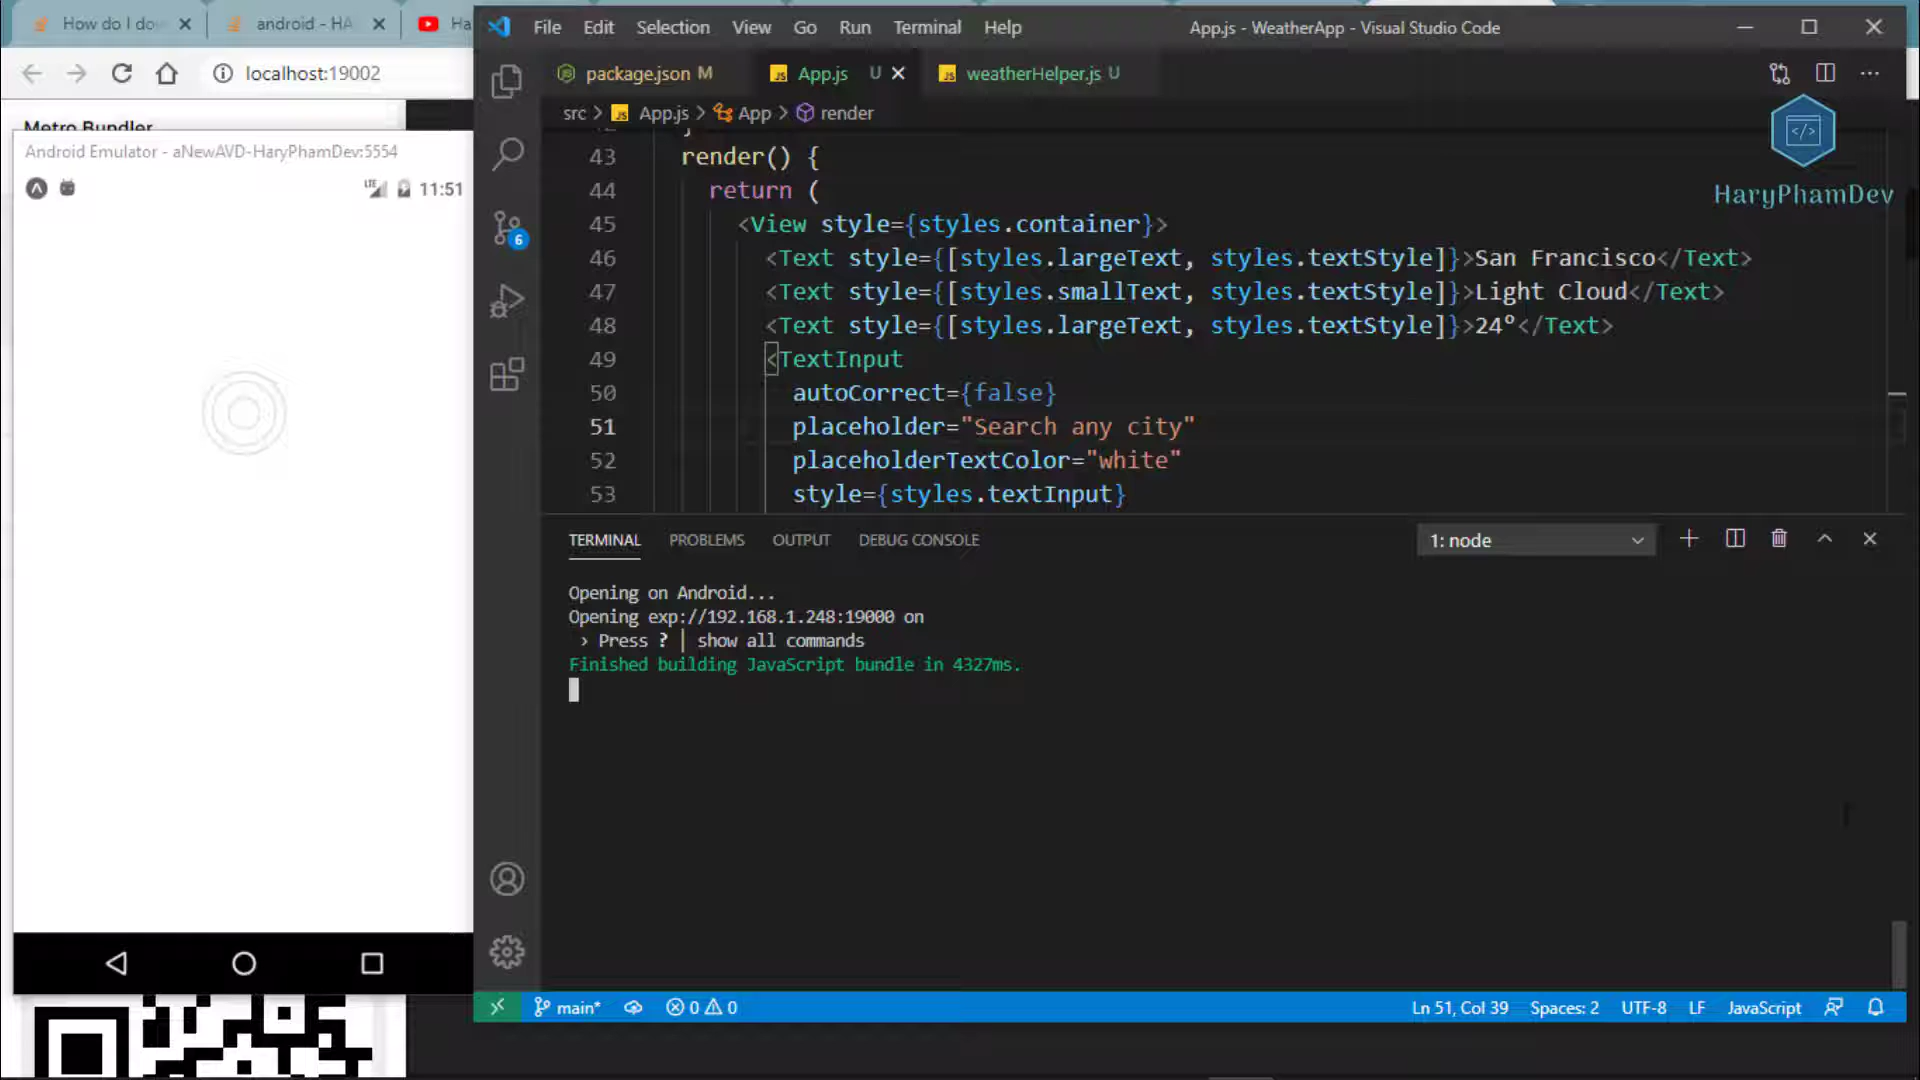 How do I do
android - HA
Ha
localhost:19002
Metro Bundler
Android Emulator - aNewAVD-HaryPhamDev:5554
LTE 11:51
File Edit Selection View Go Run Terminal Help
App.js - WeatherApp - Visual Studio Code
package.json M
JS App.js U
JS weatherHelper.js U
src > JS App.js > App > render
</>
HaryPhamDev
43 render() {
44 return (
45 <View style={styles.container}>
46 <Text style={[styles.largeText, styles.textStyle]}>San Francisco</Text>
47 <Text style={[styles.smallText, styles.textStyle]}>Light Cloud</Text>
48 <Text style={[styles.largeText, styles.textStyle]}>24°</Text>
49 <TextInput
50 autoCorrect={false}
51 placeholder="Search any city"
52 placeholderTextColor="white"
53 style={styles.textInput}
6
TERMINAL PROBLEMS OUTPUT DEBUG CONSOLE
1: node
Opening on Android...
Opening exp://192.168.1.248:19000 on
› Press ? | show all commands
Finished building JavaScript bundle in 4327ms.
main* 0 0
Ln 51, Col 39 Spaces: 2 UTF-8 LF JavaScript